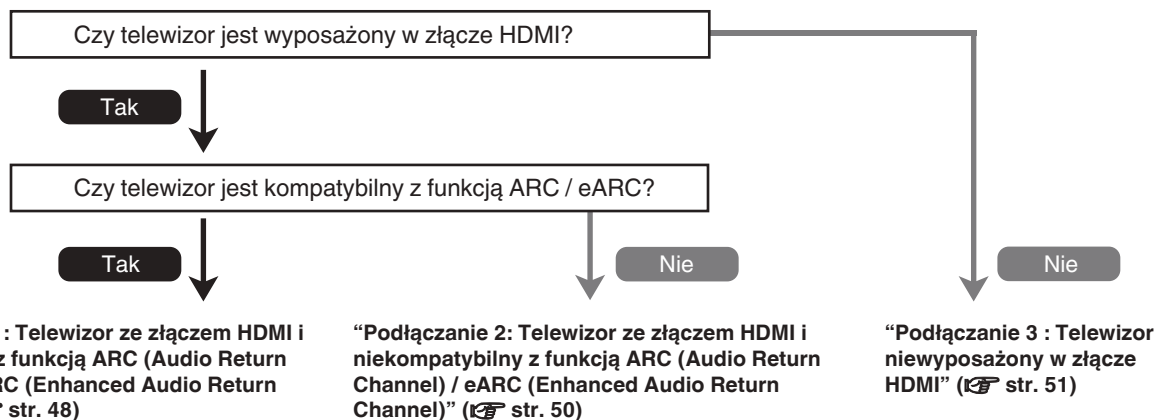 Czy telewizor jest wyposażony w złącze HDMI?
Tak
Czy telewizor jest kompatybilny z funkcją ARC / eARC?
Tak
Nie
Nie
: Telewizor ze złączem HDMI i
z funkcją ARC (Audio Return
RC (Enhanced Audio Return
str. 48)
“Podłączanie 2: Telewizor ze złączem HDMI i
niekompatybilny z funkcją ARC (Audio Return
Channel) / eARC (Enhanced Audio Return
Channel)” (☞ str. 50)
“Podłączanie 3 : Telewizor
niewyposażony w złącze
HDMI” (☞ str. 51)